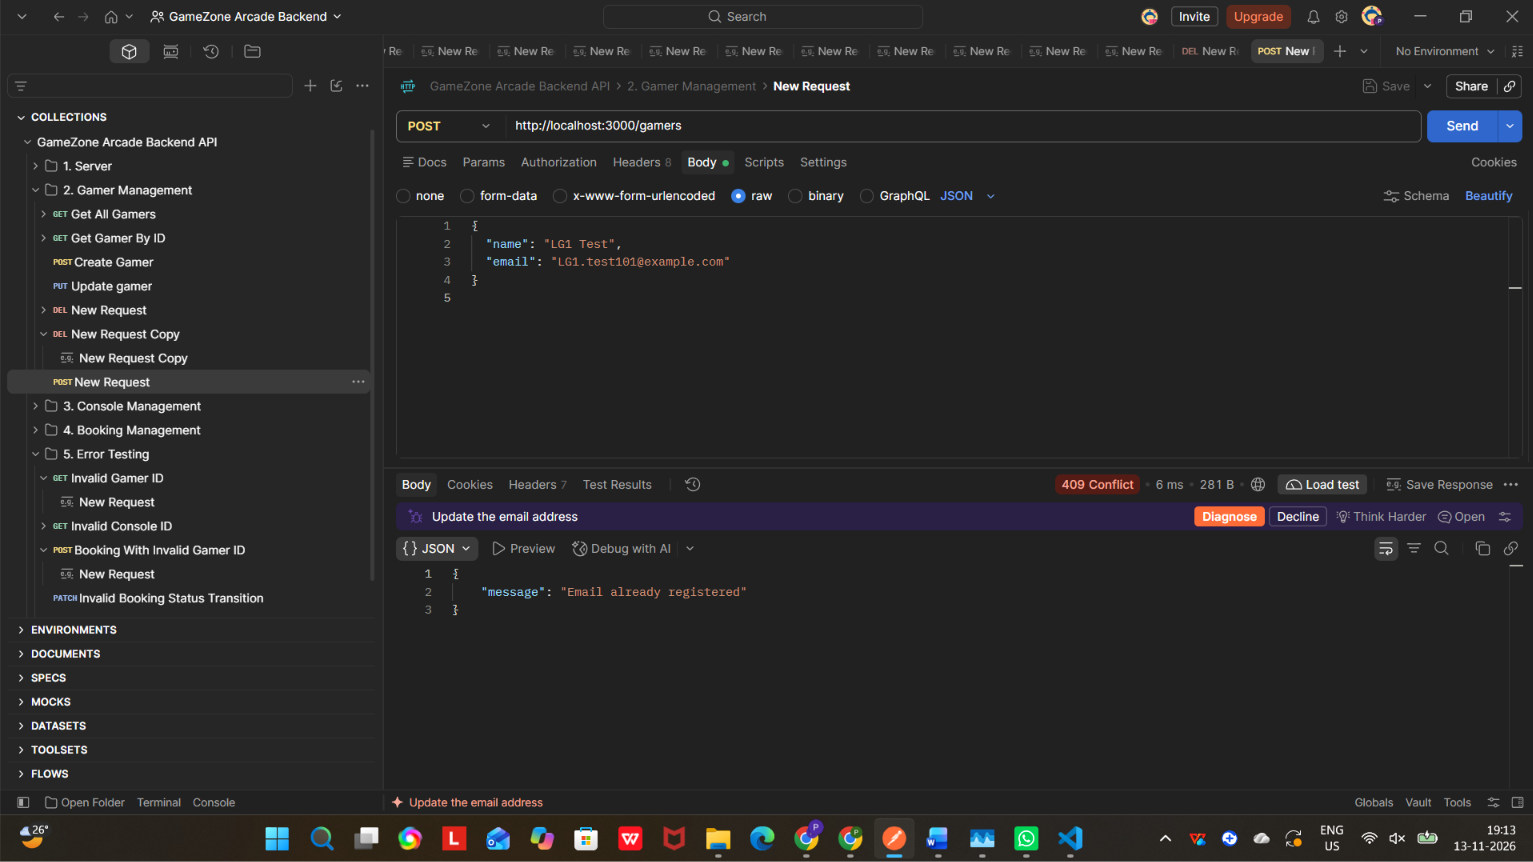 GameZone Arcade Backend
Search
Invite
Upgrade
Re
e.g. New Re
e.g. New Re
e.g. New Re
e.g. New Re
e.g. New Re
e.g. New Re
e.g. New Re
e.g. New Re
e.g. New Re
e.g. New Re
DEL New R
POST New
No Environment
GameZone Arcade Backend API > 2. Gamer Management > New Request
Save
Share
COLLECTIONS
GameZone Arcade Backend API
1. Server
2. Gamer Management
GET Get All Gamers
GET Get Gamer By ID
POST Create Gamer
PUT Update gamer
DEL New Request
DEL New Request Copy
e.g. New Request Copy
POST New Request
3. Console Management
4. Booking Management
5. Error Testing
GET Invalid Gamer ID
e.g. New Request
GET Invalid Console ID
POST Booking With Invalid Gamer ID
e.g. New Request
PATCH Invalid Booking Status Transition
ENVIRONMENTS
DOCUMENTS
SPECS
MOCKS
DATASETS
TOOLSETS
FLOWS
POST http://localhost:3000/gamers
Send
Docs Params Authorization Headers 8 Body Scripts Settings
Cookies
none form-data x-www-form-urlencoded raw binary GraphQL JSON
Schema Beautify
1 {
2 "name": "LG1 Test",
3 "email": "LG1.test101@example.com"
4 }
5
Body Cookies Headers 7 Test Results
409 Conflict • 6 ms • 281 B
Load test
e.g. Save Response
Update the email address
Diagnose Decline Think Harder Open
{} JSON Preview Debug with AI
1 {
2 "message": "Email already registered"
3 }
Open Folder Terminal Console
Update the email address
Globals Vault Tools
26°
L
W
P
P
W
ENG
US
19:13
13-11-2026